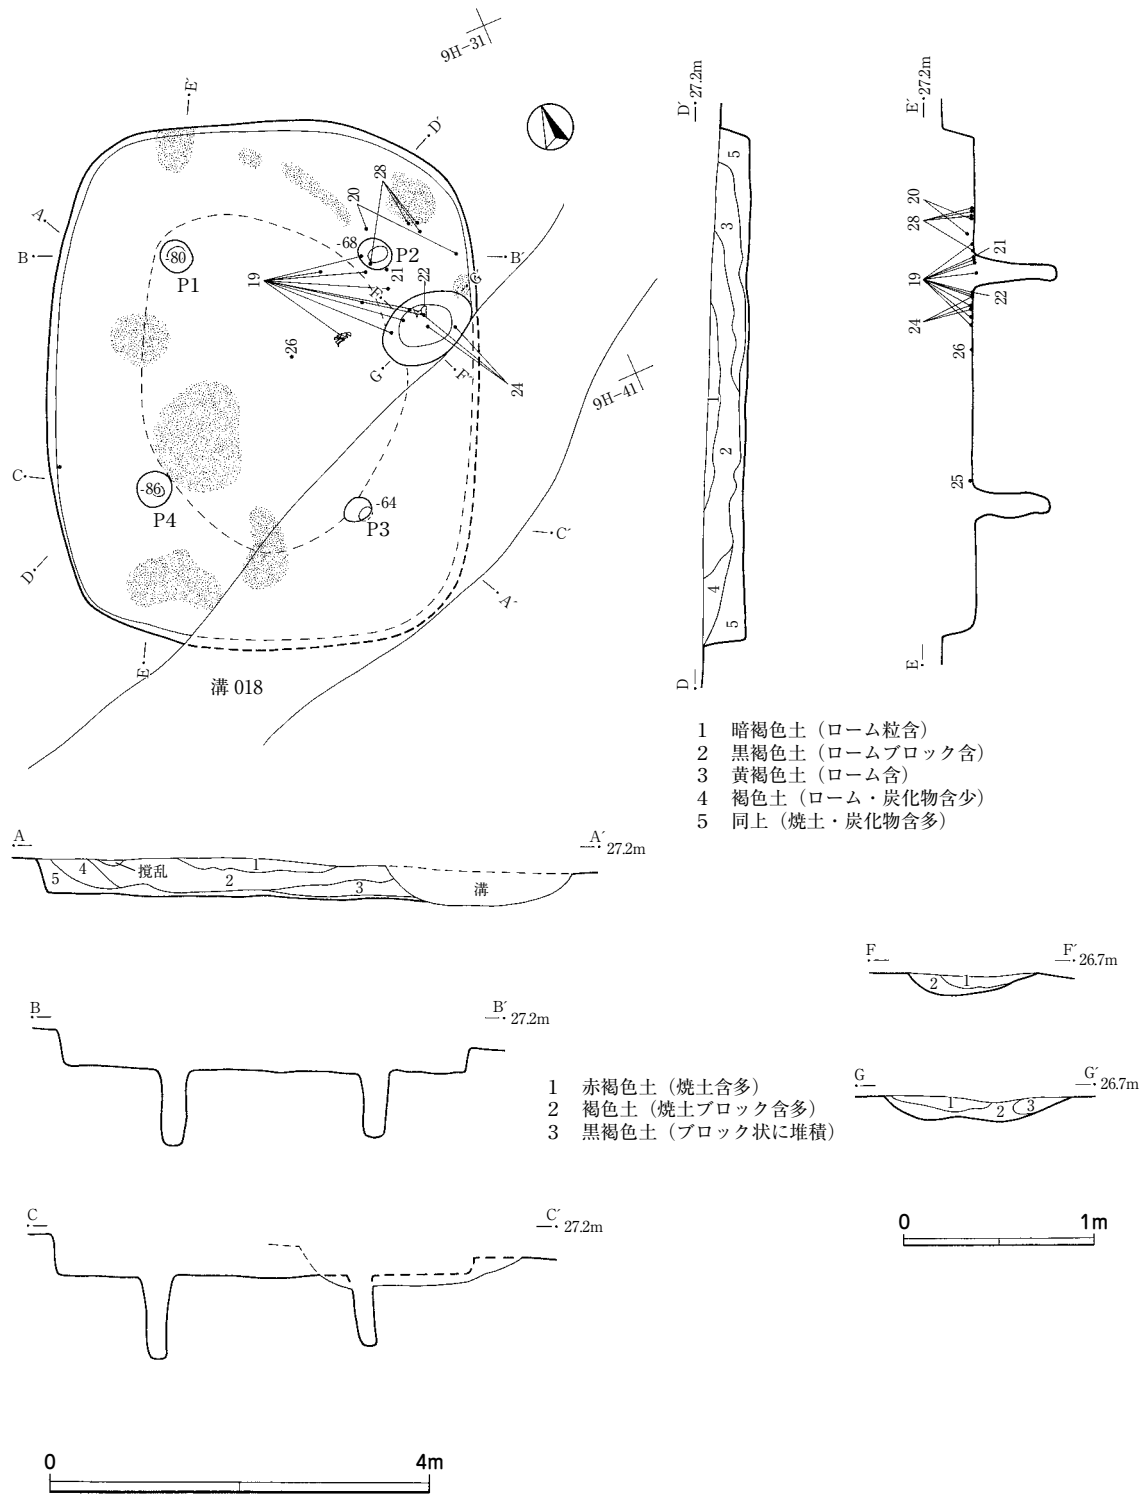 9H-31
E´
D´
A
B
B´
28
20
-68
P2
-80
P1
19
21
22
G´
F
26
G
F´
24
9H-41
C
-86
P4
-64
P3
C´
D
A´
E
溝 018
D´ 27.2m
5
3
1
2
4
5
D
E´ 27.2m
20
28
21
19
22
24
26
25
E
1 暗褐色土（ローム粒含）
2 黒褐色土（ロームブロック含）
3 黄褐色土（ローム含）
4 褐色土（ローム・炭化物含少）
5 同上（焼土・炭化物含多）
A
A´ 27.2m
5 4 撹乱 1 2 3 溝
F
F´ 26.7m
2 1
B
B´ 27.2m
G
G´ 26.7m
1 2 3
1 赤褐色土（焼土含多）
2 褐色土（焼土ブロック含多）
3 黒褐色土（ブロック状に堆積）
C
C´ 27.2m
0 1m
0 4m